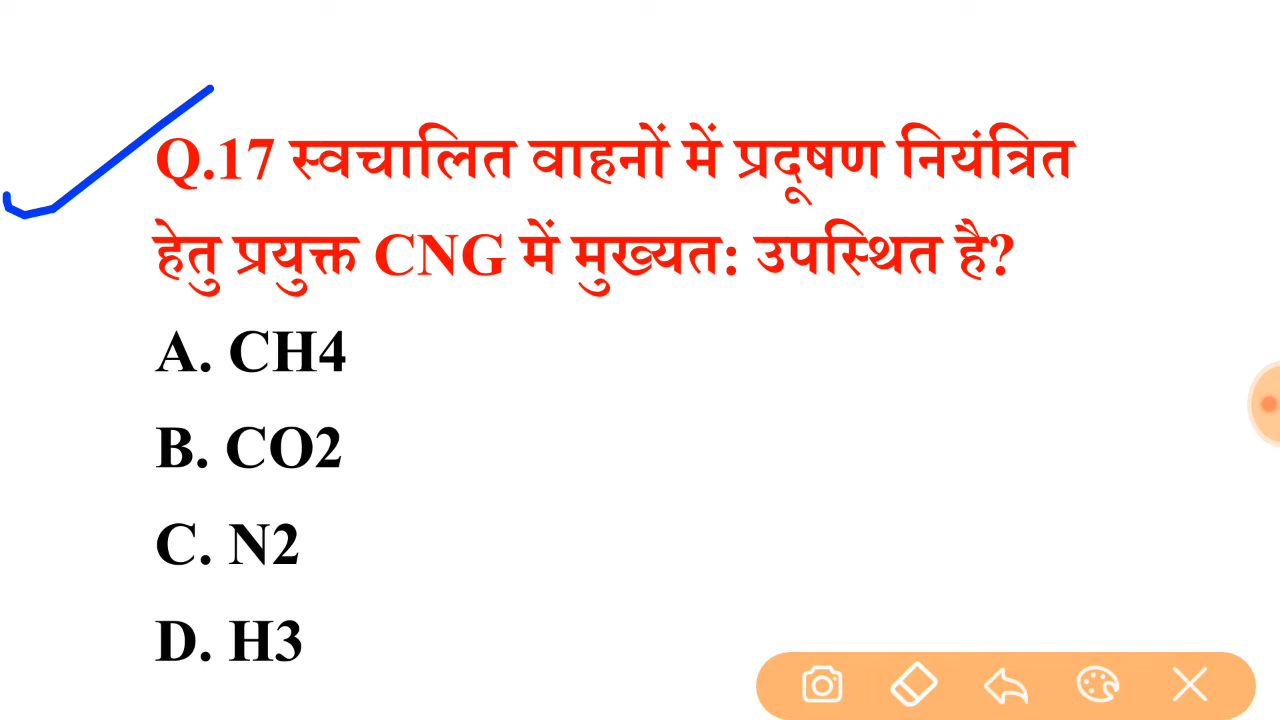 Q.17 स्वचालित वाहनों में प्रदूषण नियंत्रित
हेतु प्रयुक्त CNG में मुख्यत: उपस्थित है?
A. CH4
B. CO2
C. N2
D. H3